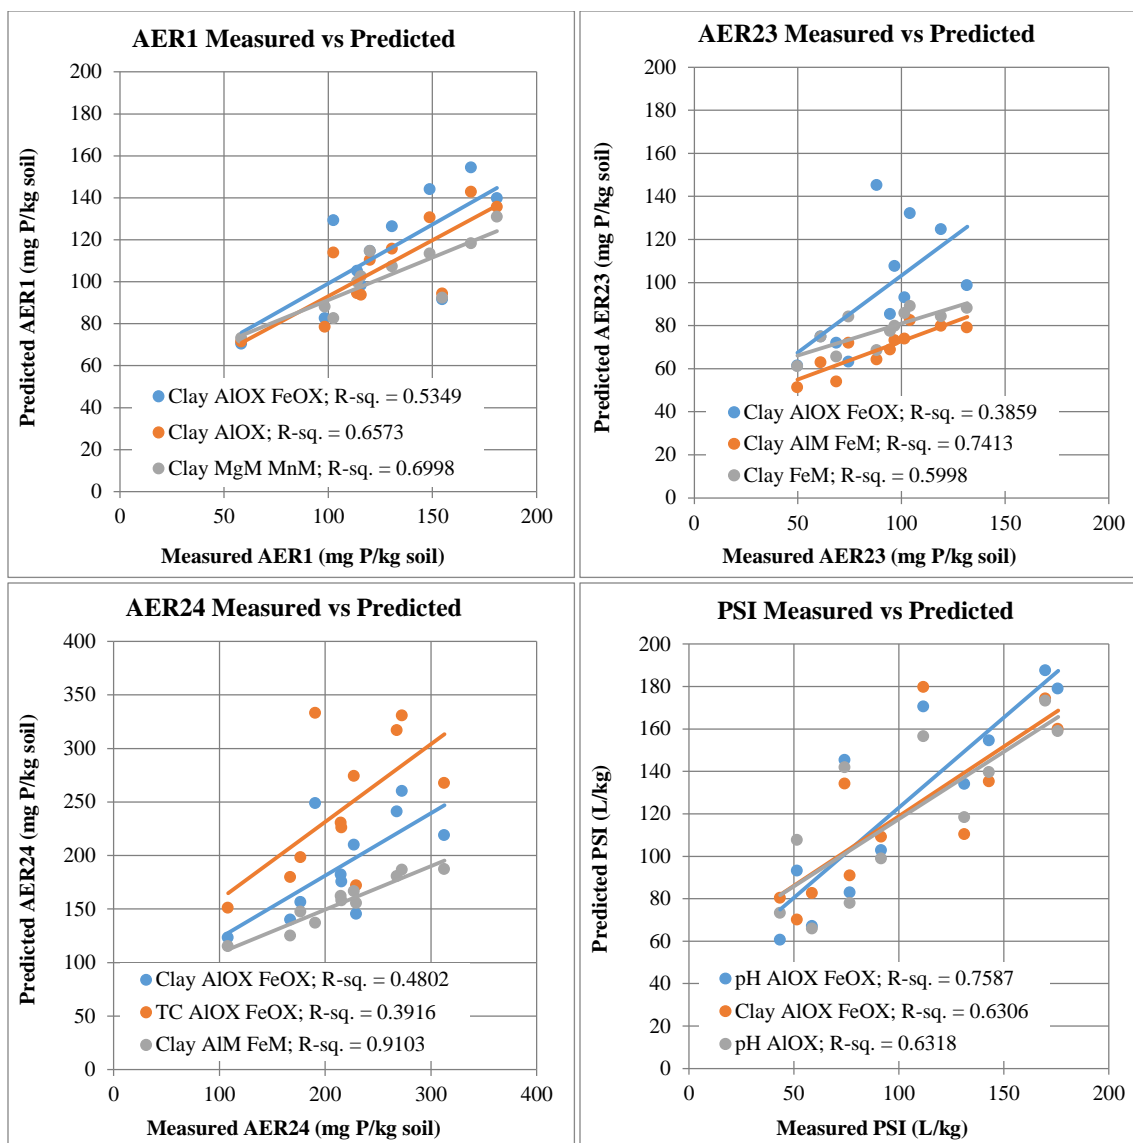 AER1 Measured vs Predicted
Predicted AER1 (mg P/kg soil)
200
180
160
140
120
100
80
60
40
20
0
Clay AlOX FeOX; R-sq. = 0.5349
Clay AlOX; R-sq. = 0.6573
Clay MgM MnM; R-sq. = 0.6998
0 50 100 150 200
Measured AER1 (mg P/kg soil)
AER23 Measured vs Predicted
Predicted AER23 (mg P/kg soil)
200
180
160
140
120
100
80
60
40
20
0
Clay AlOX FeOX; R-sq. = 0.3859
Clay AlM FeM; R-sq. = 0.7413
Clay FeM; R-sq. = 0.5998
0 50 100 150 200
Measured AER23 (mg P/kg soil)
AER24 Measured vs Predicted
Predicted AER24 (mg P/kg soil)
400
350
300
250
200
150
100
50
0
Clay AlOX FeOX; R-sq. = 0.4802
TC AlOX FeOX; R-sq. = 0.3916
Clay AlM FeM; R-sq. = 0.9103
0 100 200 300 400
Measured AER24 (mg P/kg soil)
PSI Measured vs Predicted
Predicted PSI (L/kg)
200
180
160
140
120
100
80
60
40
20
0
pH AlOX FeOX; R-sq. = 0.7587
Clay AlOX FeOX; R-sq. = 0.6306
pH AlOX; R-sq. = 0.6318
0 50 100 150 200
Measured PSI (L/kg)